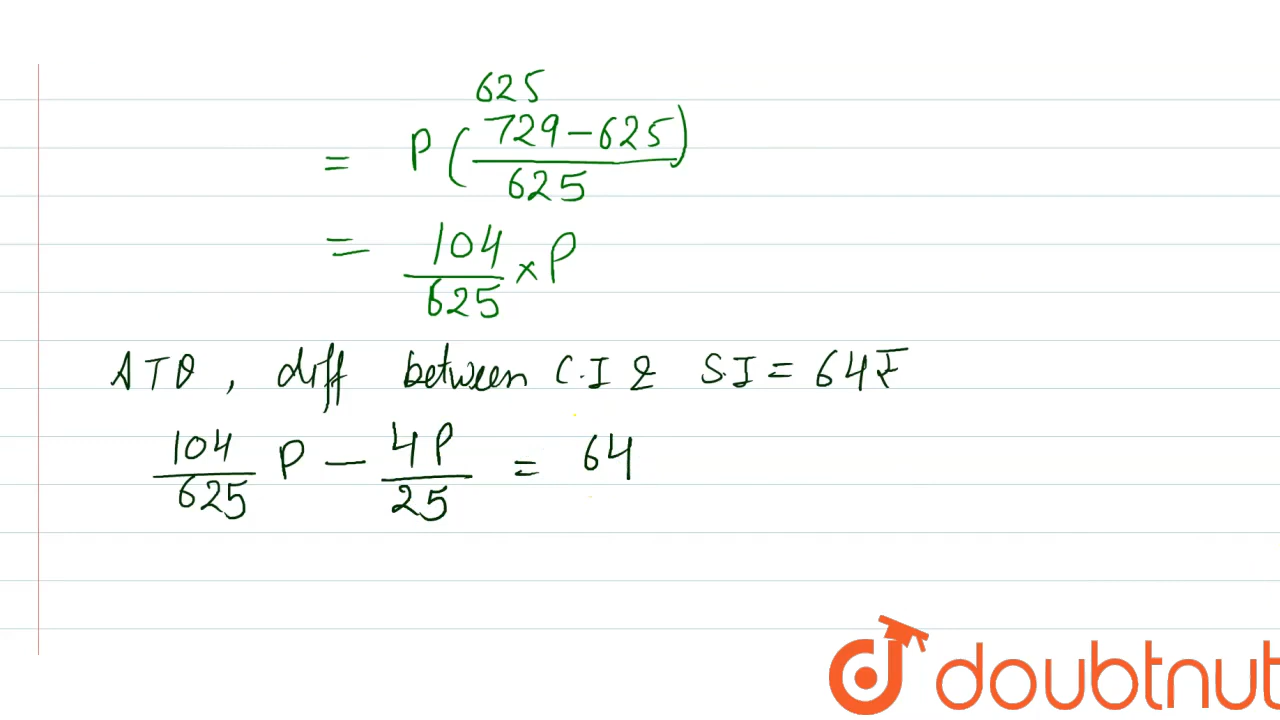 625
= P(729-625/625)
= 104/625 × P
ATQ, diff between C.I & S.I = 64₹
104/625 P - 4P/25 = 64
doubtnut